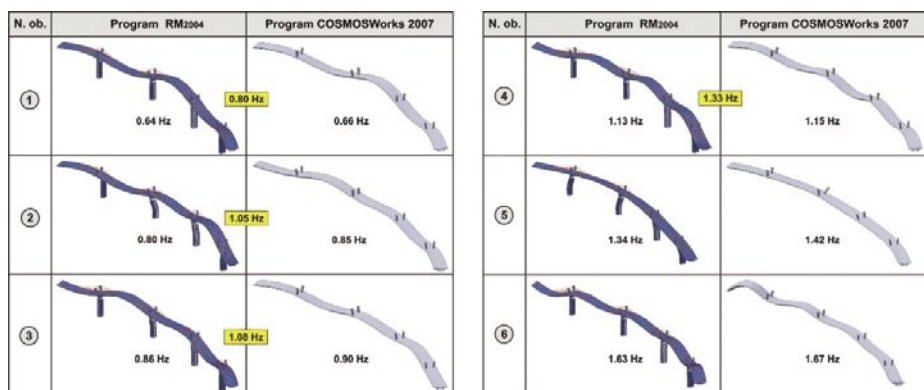 N. ob. Program RM2004 Program COSMOSWorks 2007
1 0.64 Hz 0.80 Hz 0.66 Hz
2 0.80 Hz 1.05 Hz 0.85 Hz
3 0.86 Hz 1.08 Hz 0.90 Hz
N. ob. Program RM2004 Program COSMOSWorks 2007
4 1.13 Hz 1.33 Hz 1.15 Hz
5 1.34 Hz 1.42 Hz
6 1.63 Hz 1.67 Hz